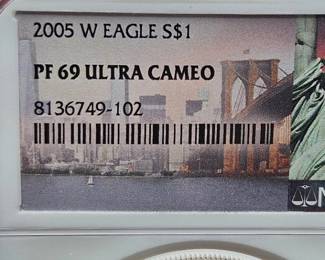 2005 W EAGLE S$1
PF 69 ULTRA CAMEO
8136749-102
N